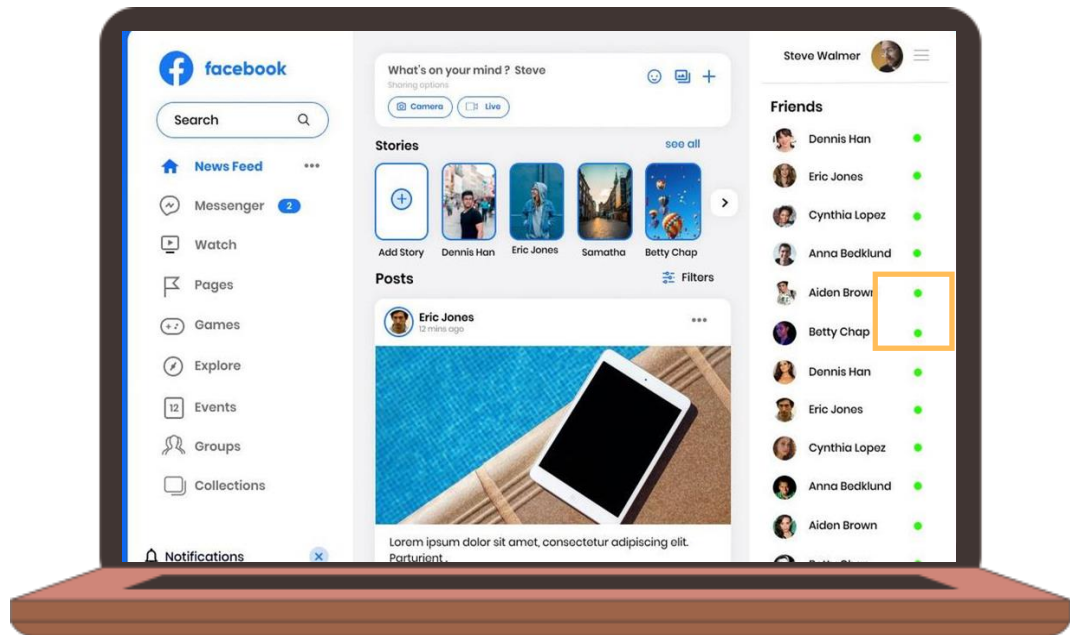 facebook
Search
News Feed
Messenger 2
Watch
Pages
Games
Explore
12 Events
Groups
Collections
Notifications
What's on your mind ? Steve
Sharing options
Camera
Live
Stories
see all
Add Story
Dennis Han
Eric Jones
Samatha
Betty Chap
Posts
Filters
Eric Jones
12 mins ago
Lorem ipsum dolor sit amet, consectetur adipiscing elit.
Parturient .
Steve Walmer
Friends
Dennis Han
Eric Jones
Cynthia Lopez
Anna Bedklund
Aiden Brown
Betty Chap
Dennis Han
Eric Jones
Cynthia Lopez
Anna Bedklund
Aiden Brown